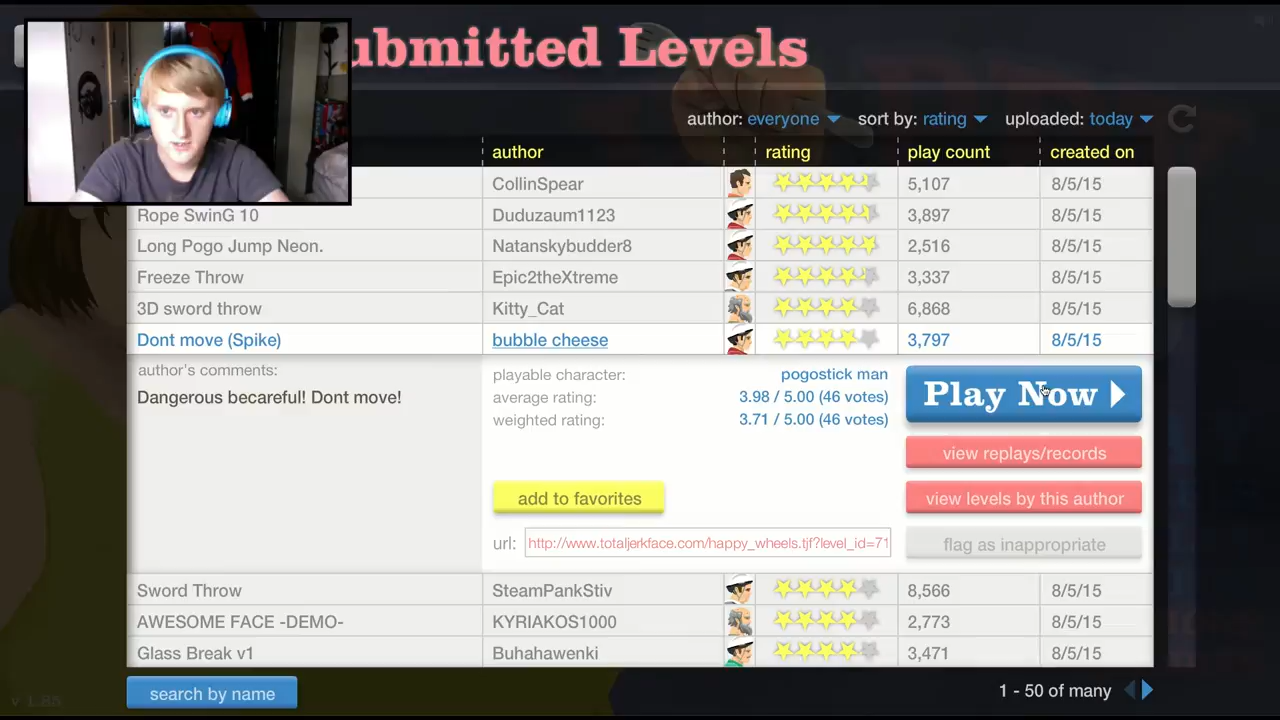 ubmitted Levels
author: everyone sort by: rating uploaded: today
author rating play count created on
CollinSpear 5,107 8/5/15
Rope SwinG 10 Duduzaum1123 3,897 8/5/15
Long Pogo Jump Neon. Natanskybudder8 2,516 8/5/15
Freeze Throw Epic2theXtreme 3,337 8/5/15
3D sword throw Kitty_Cat 6,868 8/5/15
Dont move (Spike) bubble cheese 3,797 8/5/15
author's comments:
Dangerous becareful! Dont move!
playable character: pogostick man
average rating: 3.98 / 5.00 (46 votes)
weighted rating: 3.71 / 5.00 (46 votes)
Play Now
view replays/records
add to favorites
view levels by this author
url: http://www.totaljerkface.com/happy_wheels.tjf?level_id=71
flag as inappropriate
Sword Throw SteamPankStiv 8,566 8/5/15
AWESOME FACE -DEMO- KYRIAKOS1000 2,773 8/5/15
Glass Break v1 Buhahawenki 3,471 8/5/15
search by name
1 - 50 of many
v 1.85